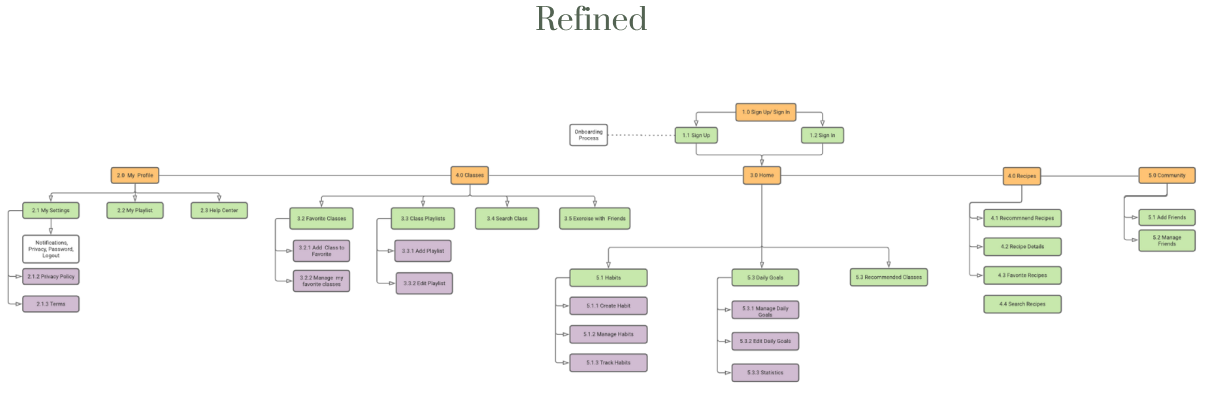 Refined
1.0 Sign Up/ Sign In
Onboarding
Process
1.1 Sign Up
1.2 Sign In
2.0 My Profile
4.0 Classes
3.0 Home
4.0 Recipes
5.0 Community
2.1 My Settings
2.2 My Playlist
2.3 Help Center
Notifications,
Privacy, Password,
Logout
2.1.2 Privacy Policy
2.1.3 Terms
3.2 Favorite Classes
3.3 Class Playlists
3.4 Search Class
3.5 Exercise with Friends
3.2.1 Add Class to
Favorite
3.2.2 Manage my
favorite classes
3.3.1 Add Playlist
3.3.2 Edit Playlist
5.1 Habits
5.3 Daily Goals
5.3 Recommended Classes
5.1.1 Create Habit
5.1.2 Manage Habits
5.1.3 Track Habits
5.3.1 Manage Daily
Goals
5.3.2 Edit Daily Goals
5.3.3 Statistics
4.1 Recommnend Recipes
4.2 Recipe Details
4.3 Favorite Recipes
4.4 Search Recipes
5.1 Add Friends
5.2 Manage
Friends